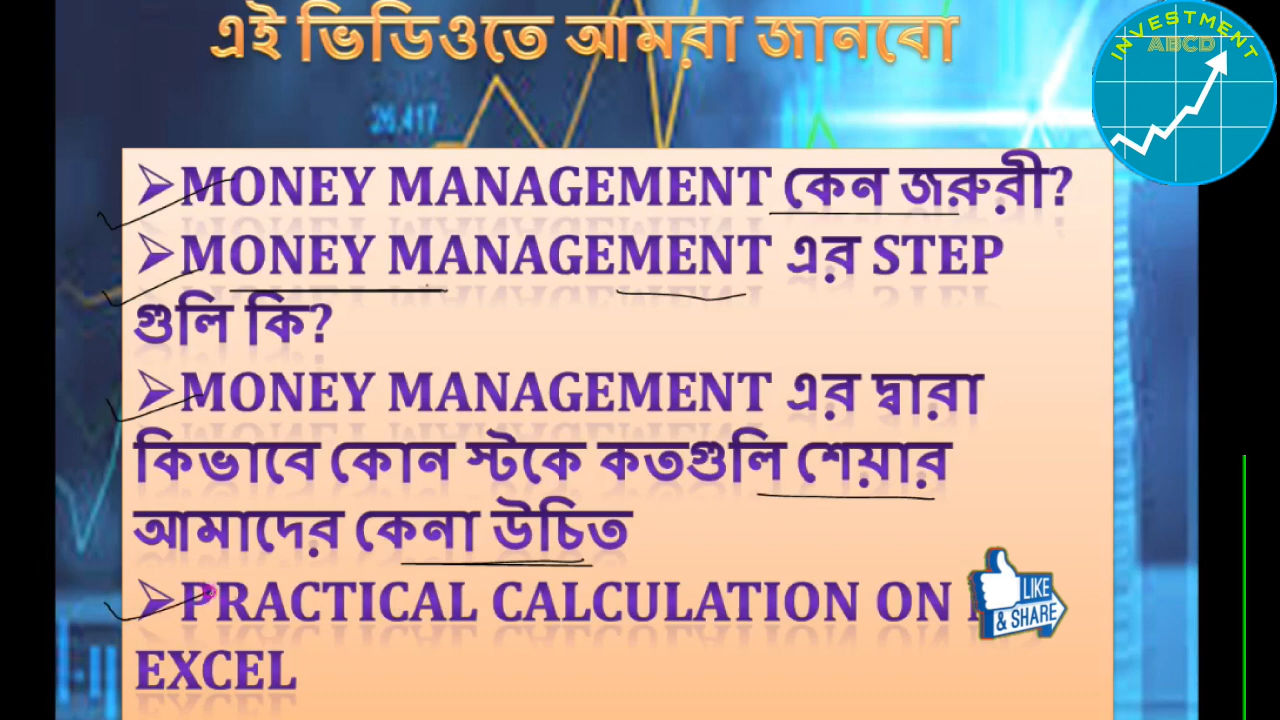 এই ভিডিওতে আমরা জানবো
INVESTMENT
ABCD
26,417
➢MONEY MANAGEMENT কেন জরুরী?
➢MONEY MANAGEMENT এর STEP
গুলি কি?
➢MONEY MANAGEMENT এর দ্বারা
কিভাবে কোন স্টকে কতগুলি শেয়ার
আমাদের কেনা উচিত
➢PRACTICAL CALCULATION ON
EXCEL
LIKE
& SHARE